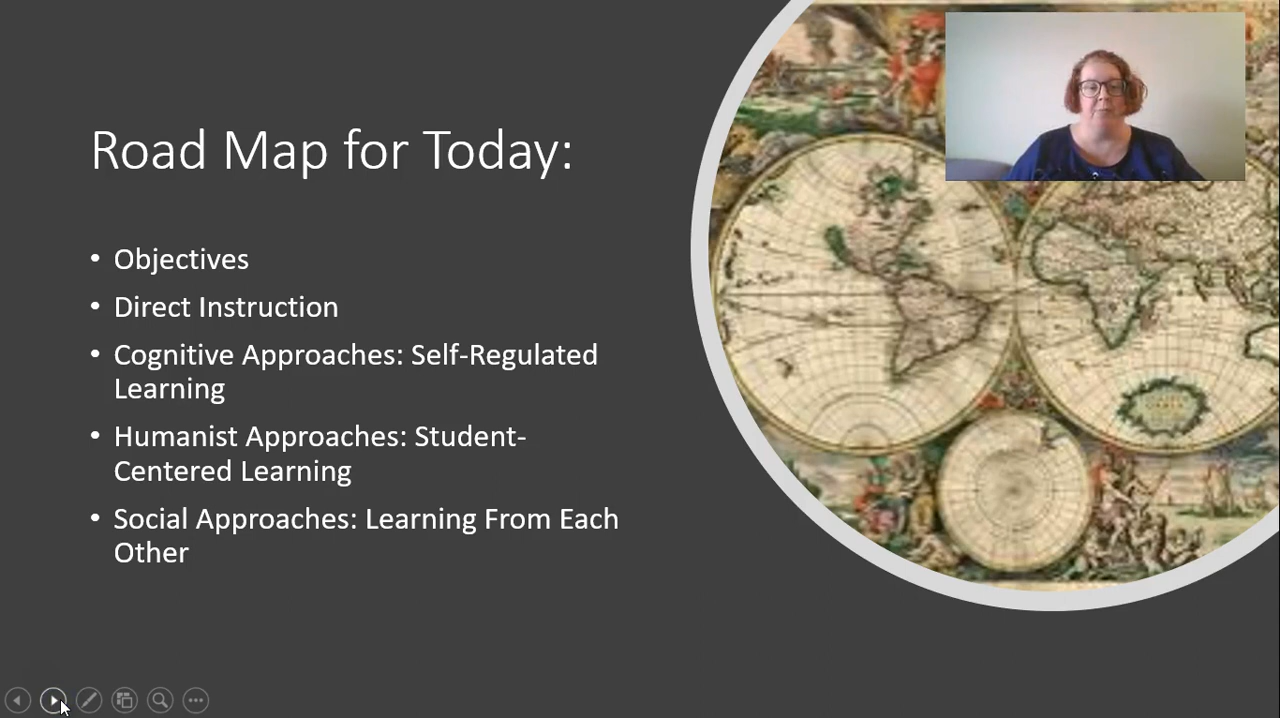 Road Map for Today:
• Objectives
• Direct Instruction
• Cognitive Approaches: Self-Regulated
Learning
• Humanist Approaches: Student-
Centered Learning
• Social Approaches: Learning From Each
Other